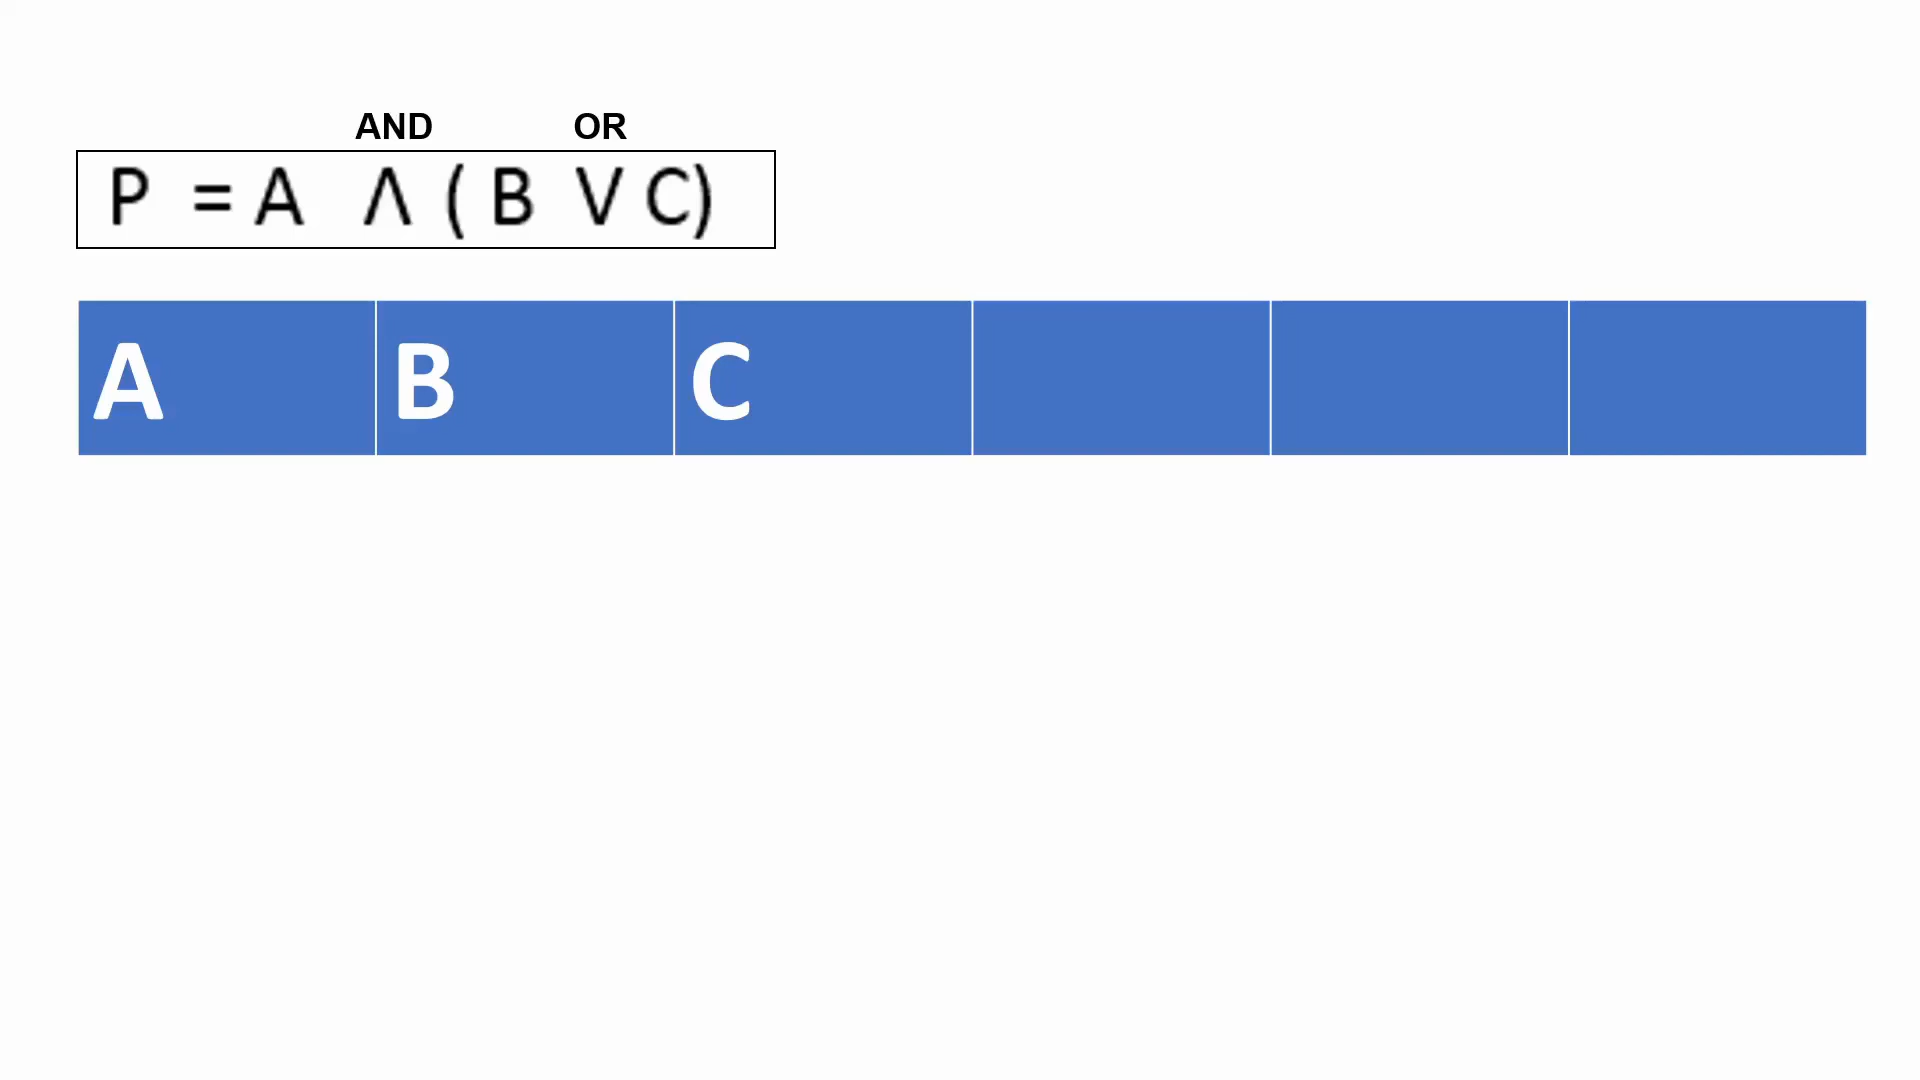 AND OR
P = A Λ ( B V C)
A B C